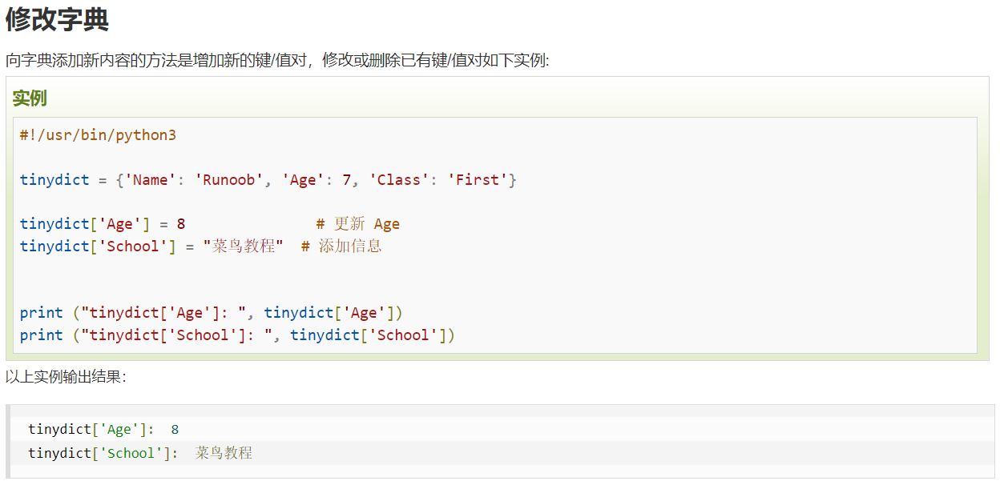 修改字典
向字典添加新内容的方法是增加新的键/值对，修改或删除已有键/值对如下实例:
实例
#!/usr/bin/python3
tinydict = {'Name': 'Runoob', 'Age': 7, 'Class': 'First'}
tinydict['Age'] = 8               # 更新 Age
tinydict['School'] = "菜鸟教程"  # 添加信息
print ("tinydict['Age']: ", tinydict['Age'])
print ("tinydict['School']: ", tinydict['School'])
以上实例输出结果：
tinydict['Age']:  8
tinydict['School']:  菜鸟教程